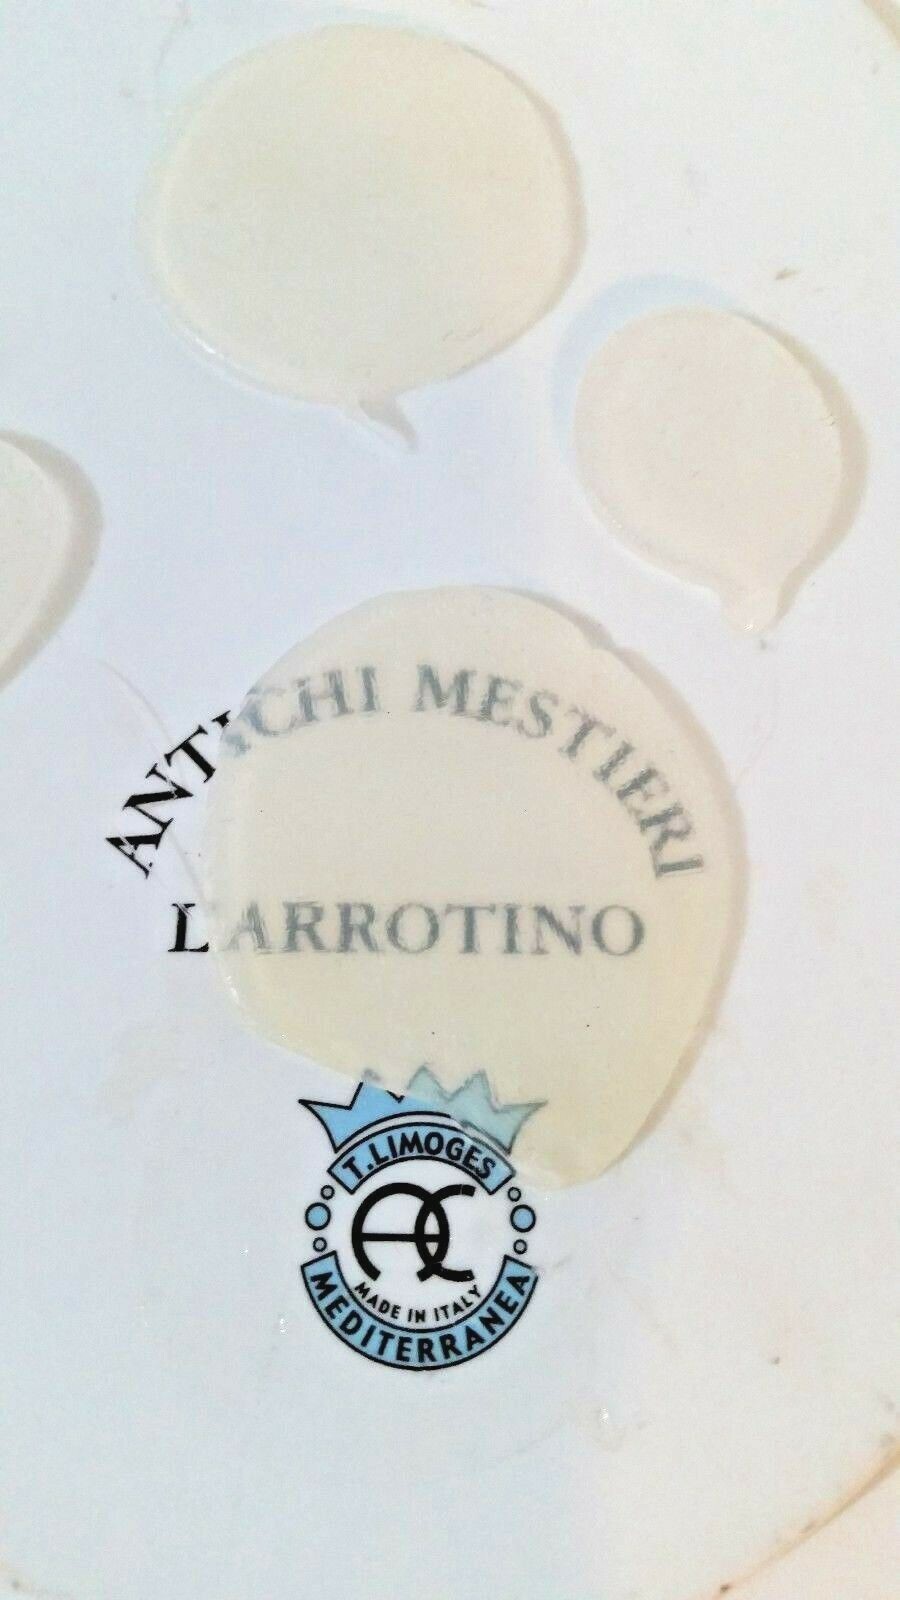 ANTICHI MESTIERI
L'ARROTINO
T.LIMOGES
AC
MADE IN ITALY
MEDITERRANEA